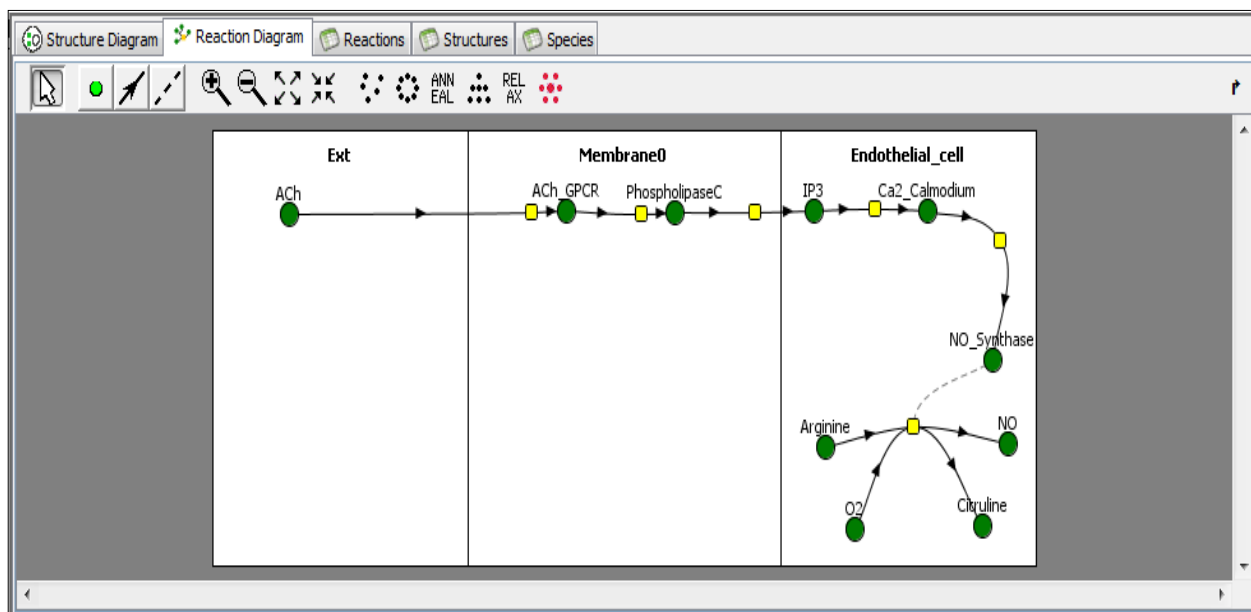 Structure Diagram
Reaction Diagram
Reactions
Structures
Species
ANN
EAL
REL
AX
Ext
Membrane0
Endothelial_cell
ACh
ACh_GPCR
PhospholipaseC
IP3
Ca2_Calmodium
NO_Synthase
Arginine
NO
O2
Citruline